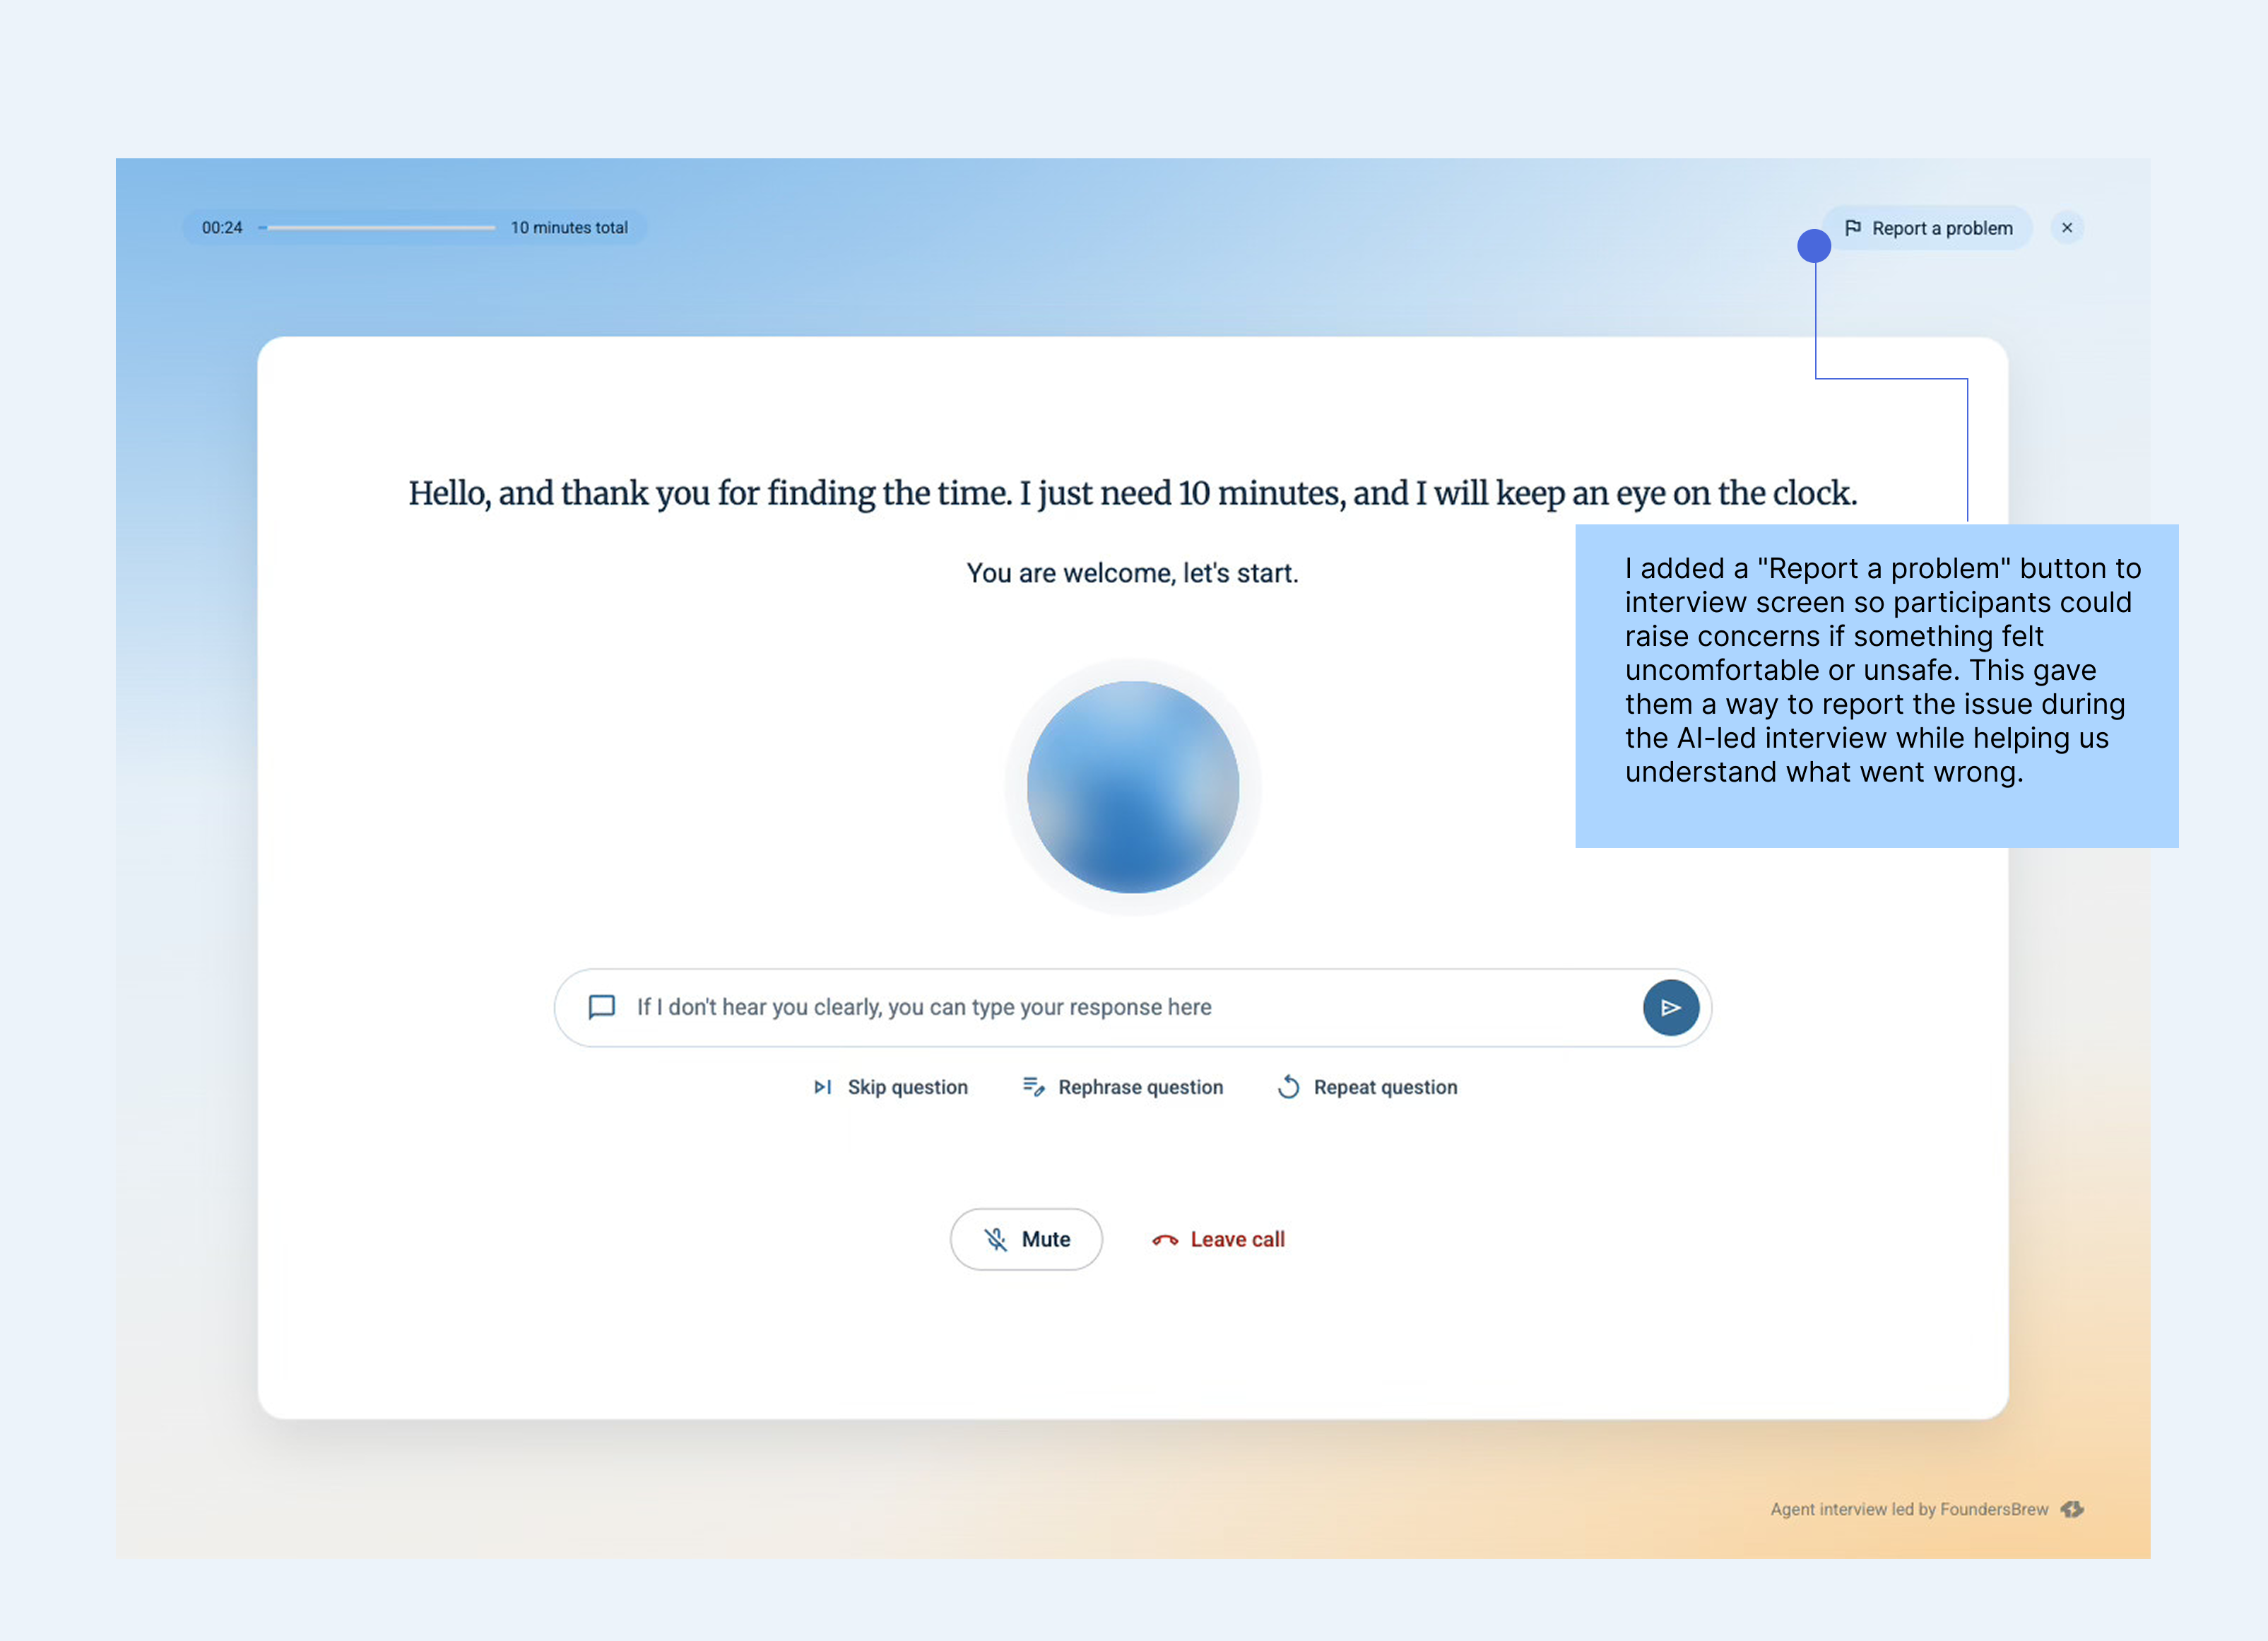 00:24 10 minutes total
Report a problem
Hello, and thank you for finding the time. I just need 10 minutes, and I will keep an eye on the clock.
You are welcome, let's start.
I added a "Report a problem" button to
interview screen so participants could
raise concerns if something felt
uncomfortable or unsafe. This gave
them a way to report the issue during
the AI-led interview while helping us
understand what went wrong.
If I don't hear you clearly, you can type your response here
Skip question Rephrase question Repeat question
Mute Leave call
Agent interview led by FoundersBrew